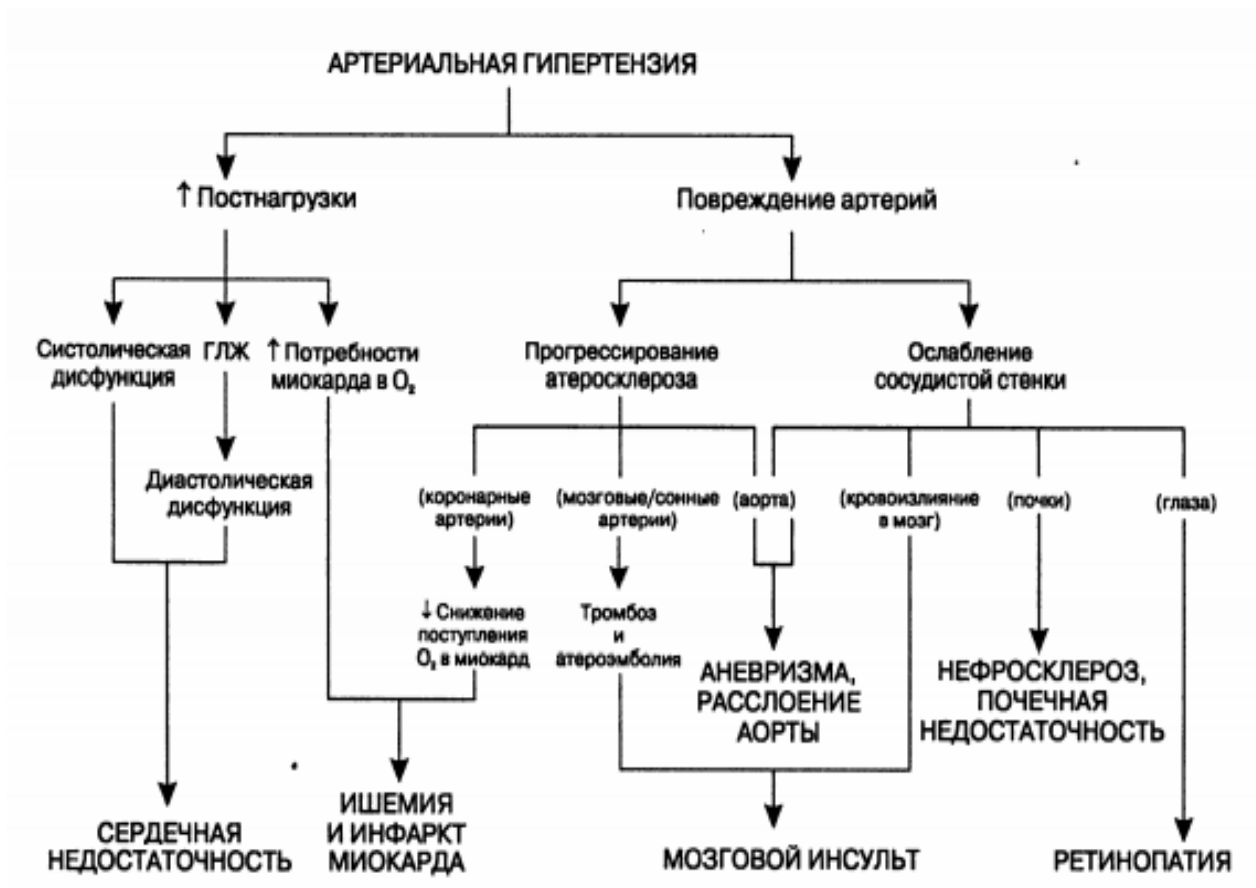 АРТЕРИАЛЬНАЯ ГИПЕРТЕНЗИЯ
↑ Постнагрузки
Повреждение артерий
Систолическая
дисфункция
ГЛЖ
↑ Потребности
миокарда в O₂
Прогрессирование
атеросклероза
Ослабление
сосудистой стенки
Диастолическая
дисфункция
(коронарные
артерии)
(мозговые/сонные
артерии)
(аорта)
(кровоизлияние
в мозг)
(почки)
(глаза)
↓ Снижение
поступления
O₂ в миокард
Тромбоз
и
атероэмболия
АНЕВРИЗМА,
РАССЛОЕНИЕ
АОРТЫ
НЕФРОСКЛЕРОЗ,
ПОЧЕЧНАЯ
НЕДОСТАТОЧНОСТЬ
СЕРДЕЧНАЯ
НЕДОСТАТОЧНОСТЬ
ИШЕМИЯ
И ИНФАРКТ
МИОКАРДА
МОЗГОВОЙ ИНСУЛЬТ
РЕТИНОПАТИЯ